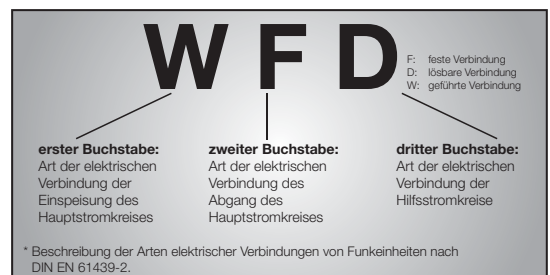 W F D
F: feste Verbindung
D: lösbare Verbindung
W: geführte Verbindung
erster Buchstabe:
Art der elektrischen
Verbindung der
Einspeisung des
Hauptstromkreises
zweiter Buchstabe:
Art der elektrischen
Verbindung des
Abgang des
Hauptstromkreises
dritter Buchstabe:
Art der elektrischen
Verbindung der
Hilfsstromkreise
* Beschreibung der Arten elektrischer Verbindungen von Funkeinheiten nach
DIN EN 61439-2.